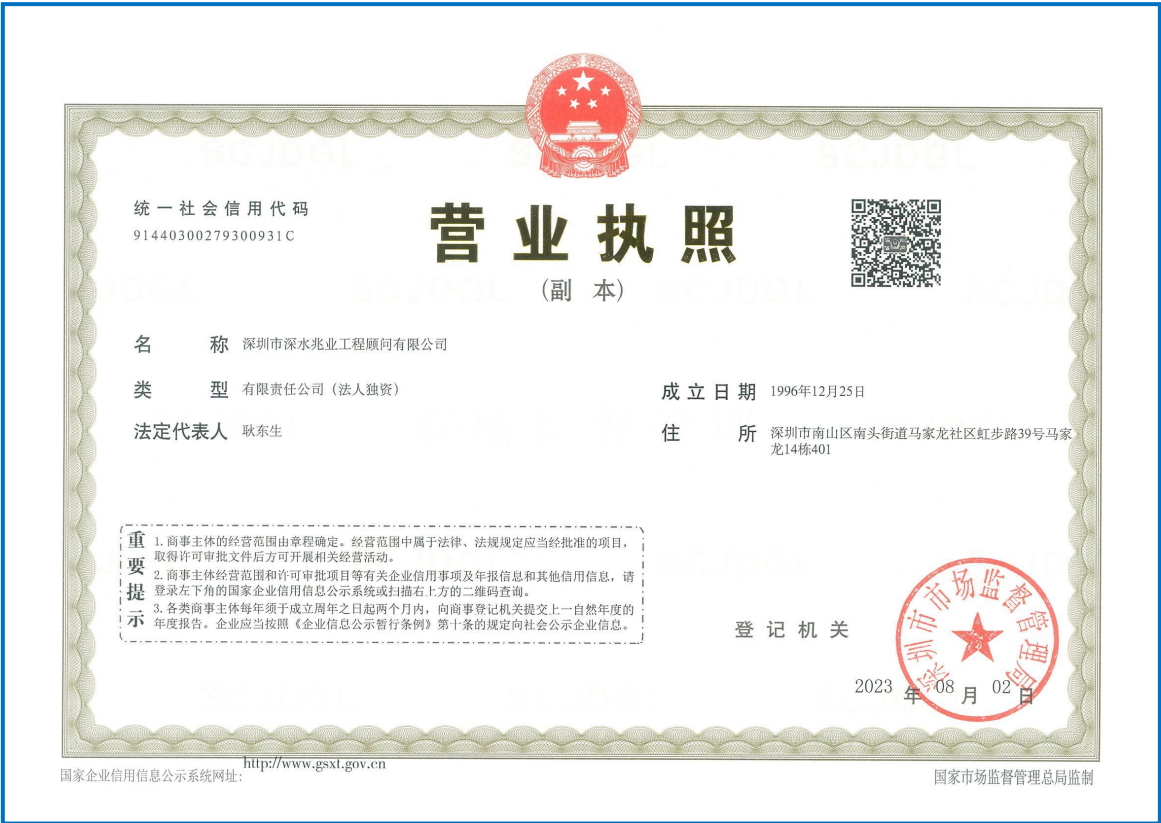 统一社会信用代码
91440300279300931C
营业执照
(副 本)
名 称 深圳市深水兆业工程顾问有限公司
类 型 有限责任公司（法人独资）
法定代表人 耿东生
成立日期 1996年12月25日
住 所 深圳市南山区南头街道马家龙社区虹步路39号马家
龙14栋401
重要提示
1. 商事主体的经营范围由章程确定。经营范围中属于法律、法规规定应当经批准的项目，
取得许可审批文件后方可开展相关经营活动。
2. 商事主体经营范围和许可审批项目等有关企业信用事项及年报信息和其他信用信息，请
登录左下角的国家企业信用信息公示系统或扫描右上方的二维码查询。
3. 各类商事主体每年须于成立周年之日起两个月内，向商事登记机关提交上一自然年度的
年度报告。企业应当按照《企业信息公示暂行条例》第十条的规定向社会公示企业信息。
登记机关
深圳市市场监督管理局
2023 年 08 月 02 日
国家企业信用信息公示系统网址: http://www.gsxt.gov.cn
国家市场监督管理总局监制